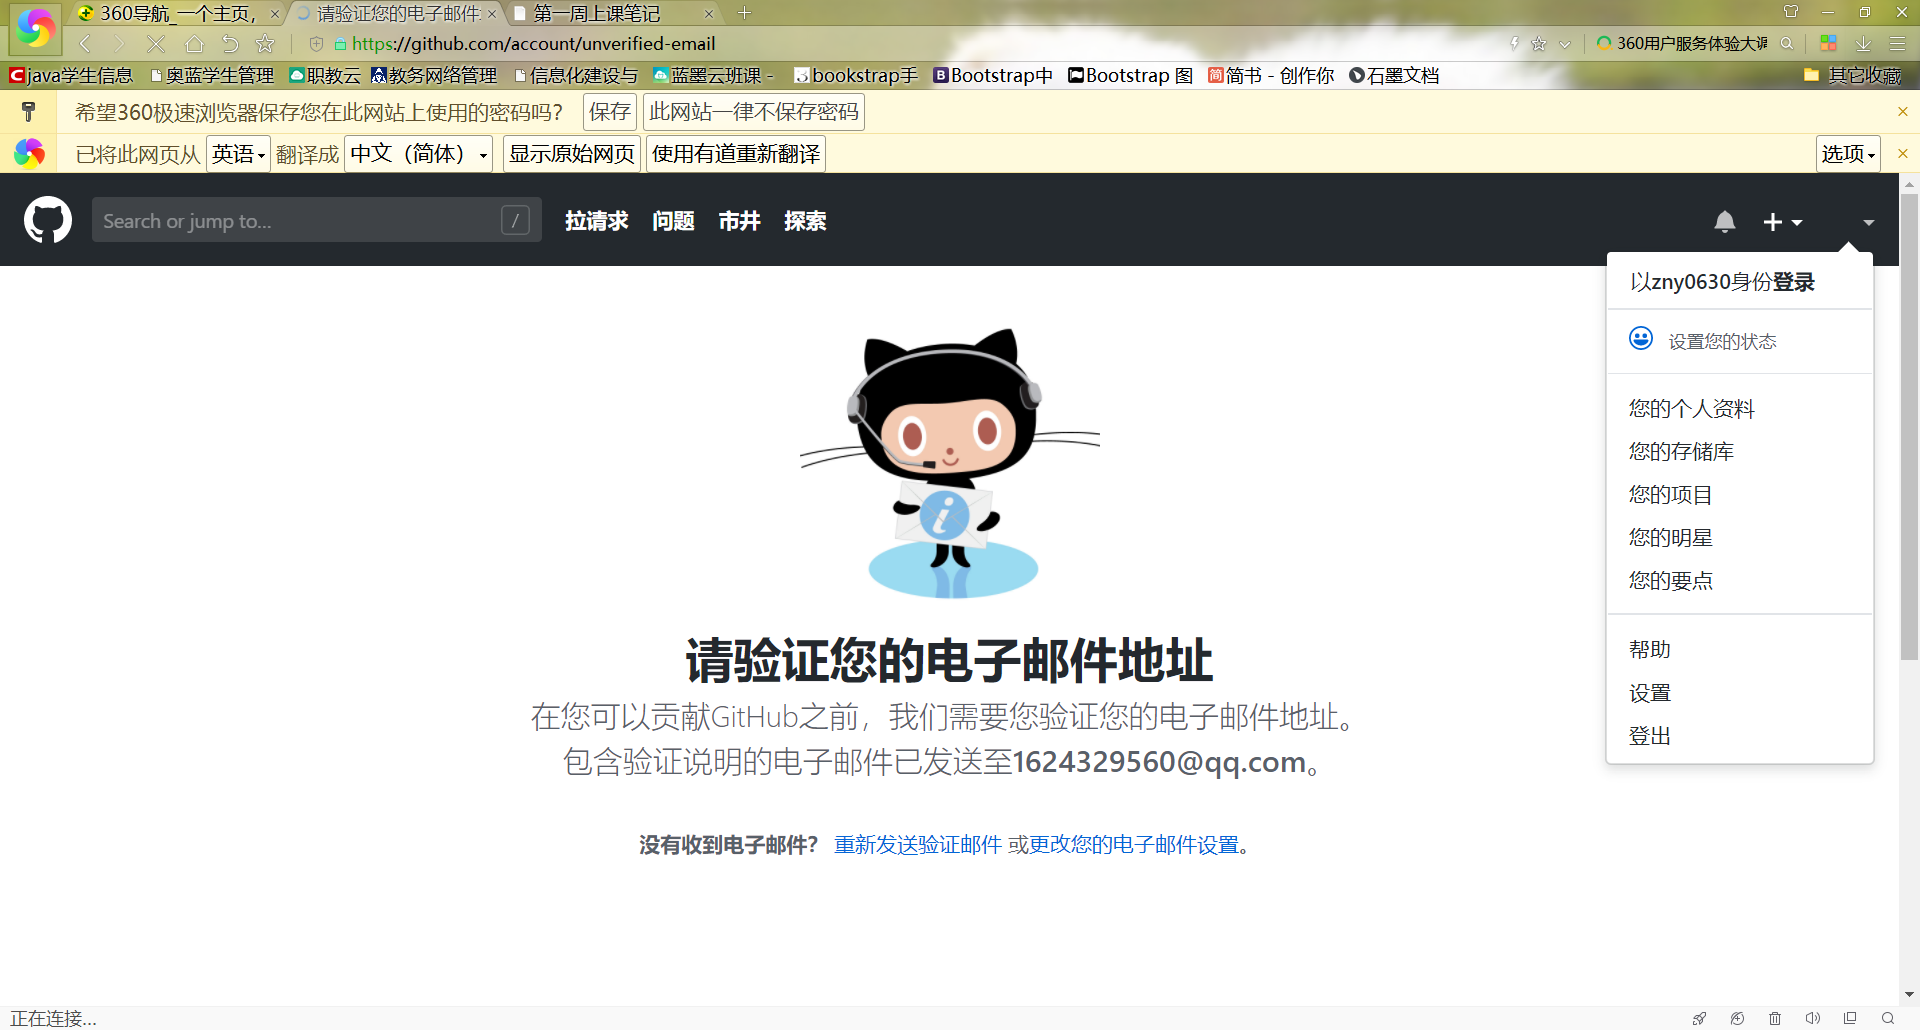 360导航_一个主页，
请验证您的电子邮件
第一周上课笔记
https://github.com/account/unverified-email
360用户服务体验大调
java学生信息
奥蓝学生管理
职教云
教务网络管理
信息化建设与
蓝墨云班课 -
bookstrap手
Bootstrap中
Bootstrap 图
简书 - 创作你
石墨文档
其它收藏
希望360极速浏览器保存您在此网站上使用的密码吗？
保存
此网站一律不保存密码
已将此网页从 英语 翻译成 中文（简体）
显示原始网页
使用有道重新翻译
选项
Search or jump to...
/
拉请求
问题
市井
探索
以zny0630身份登录
设置您的状态
您的个人资料
您的存储库
您的项目
您的明星
您的要点
帮助
设置
登出
请验证您的电子邮件地址
在您可以贡献GitHub之前，我们需要您验证您的电子邮件地址。
包含验证说明的电子邮件已发送至1624329560@qq.com。
没有收到电子邮件？ 重新发送验证邮件 或更改您的电子邮件设置。
正在连接...